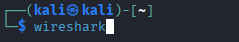 ┌──(kali㉿kali)-[~]
└─$ wireshark